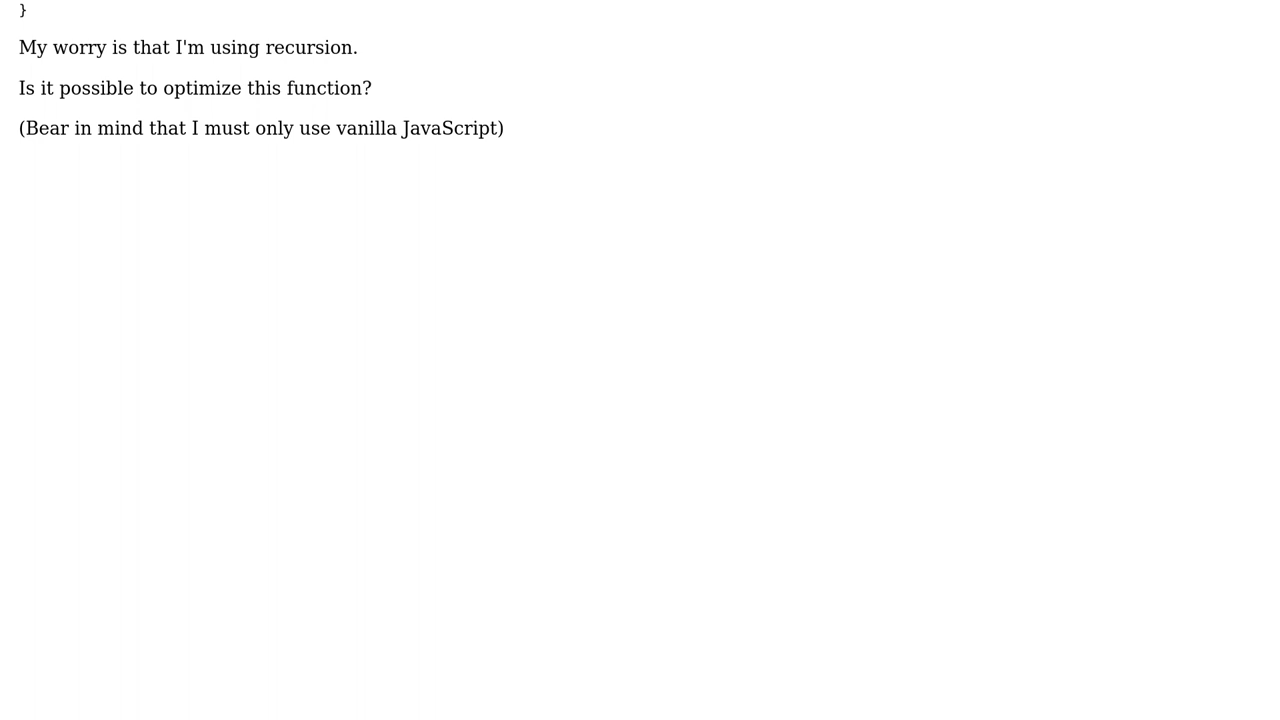 }
My worry is that I'm using recursion.
Is it possible to optimize this function?
(Bear in mind that I must only use vanilla JavaScript)